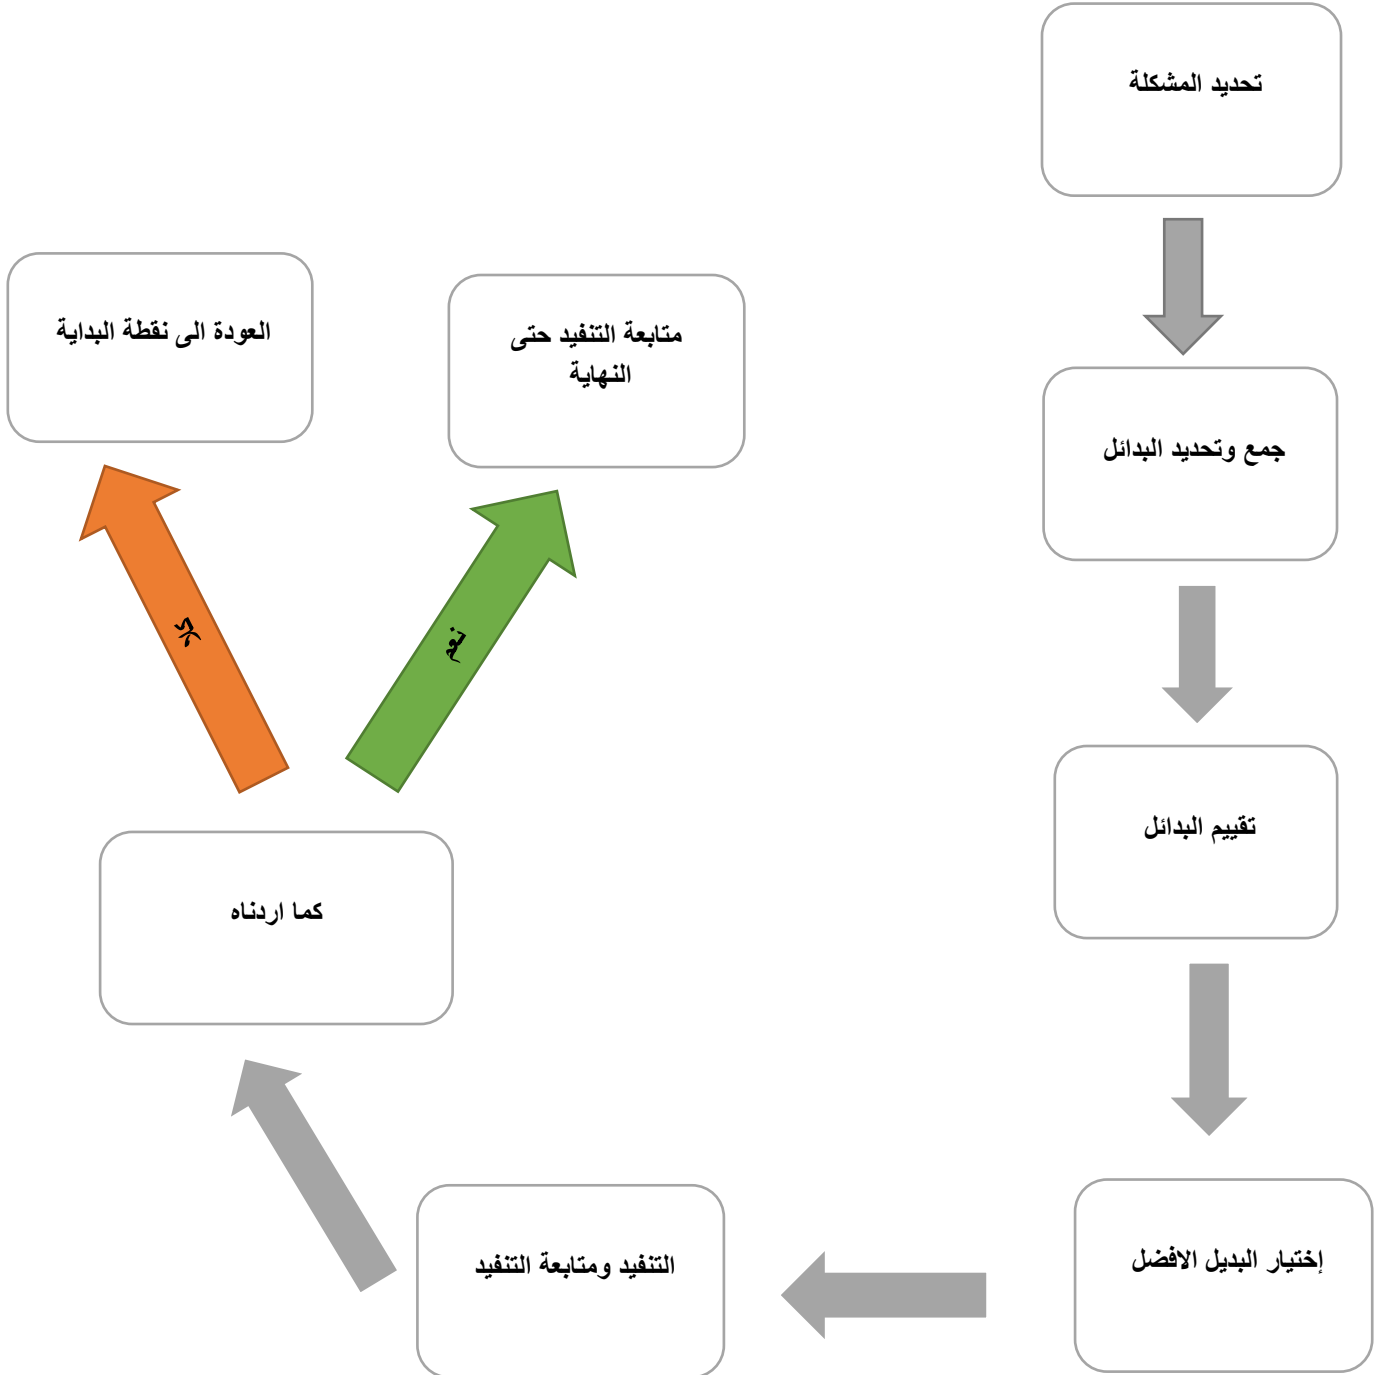 تحديد المشكلة
جمع وتحديد البدائل
تقييم البدائل
إختيار البديل الافضل
التنفيد ومتابعة التنفيد
كما اردناه
نعم
كلا
متابعة التنفيد حتى
النهاية
العودة الى نقطة البداية